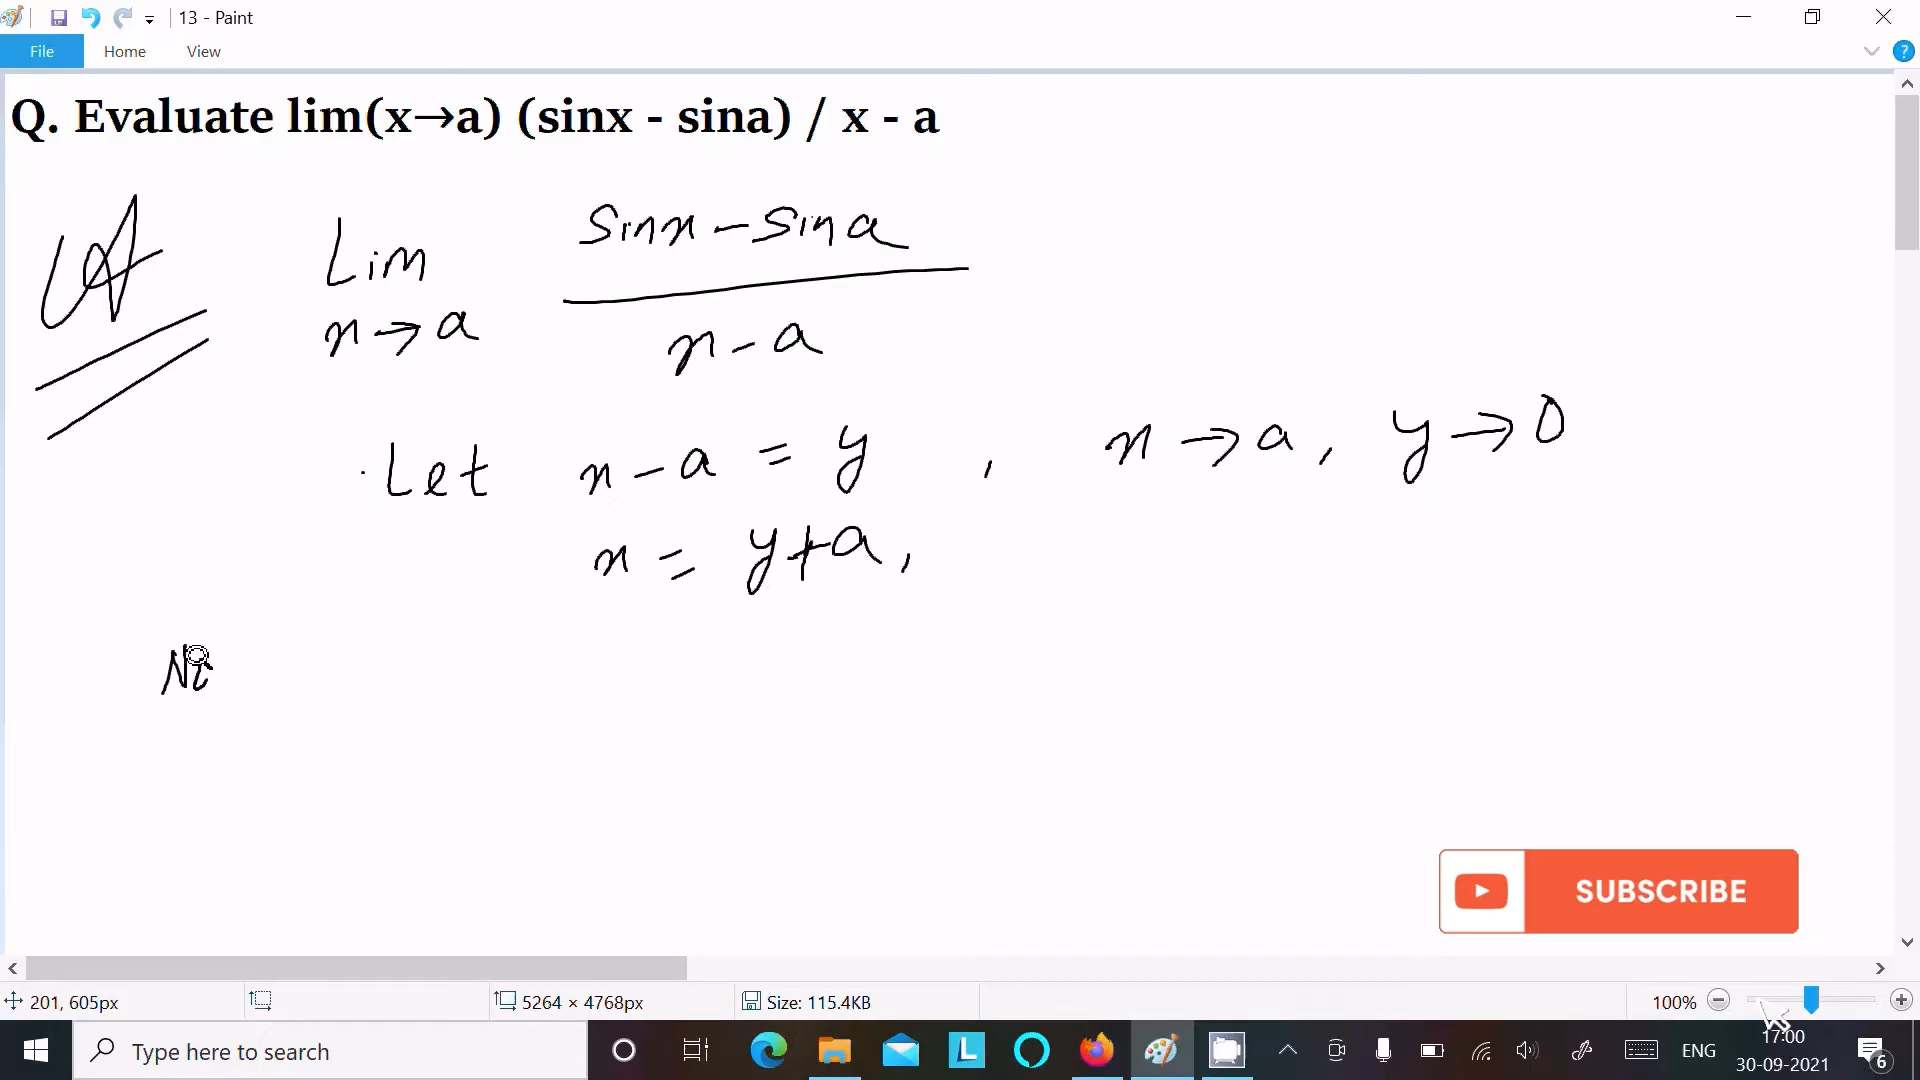 13 - Paint
File Home View
Q. Evaluate lim(x→a) (sinx - sina) / x - a
Lim sinx - sina
x→a x - a
Let x - a = y , x → a, y → 0
x = y + a,
SUBSCRIBE
201, 605px 5264 × 4768px Size: 115.4KB 100%
Type here to search L ENG 17:00
30-09-2021 6